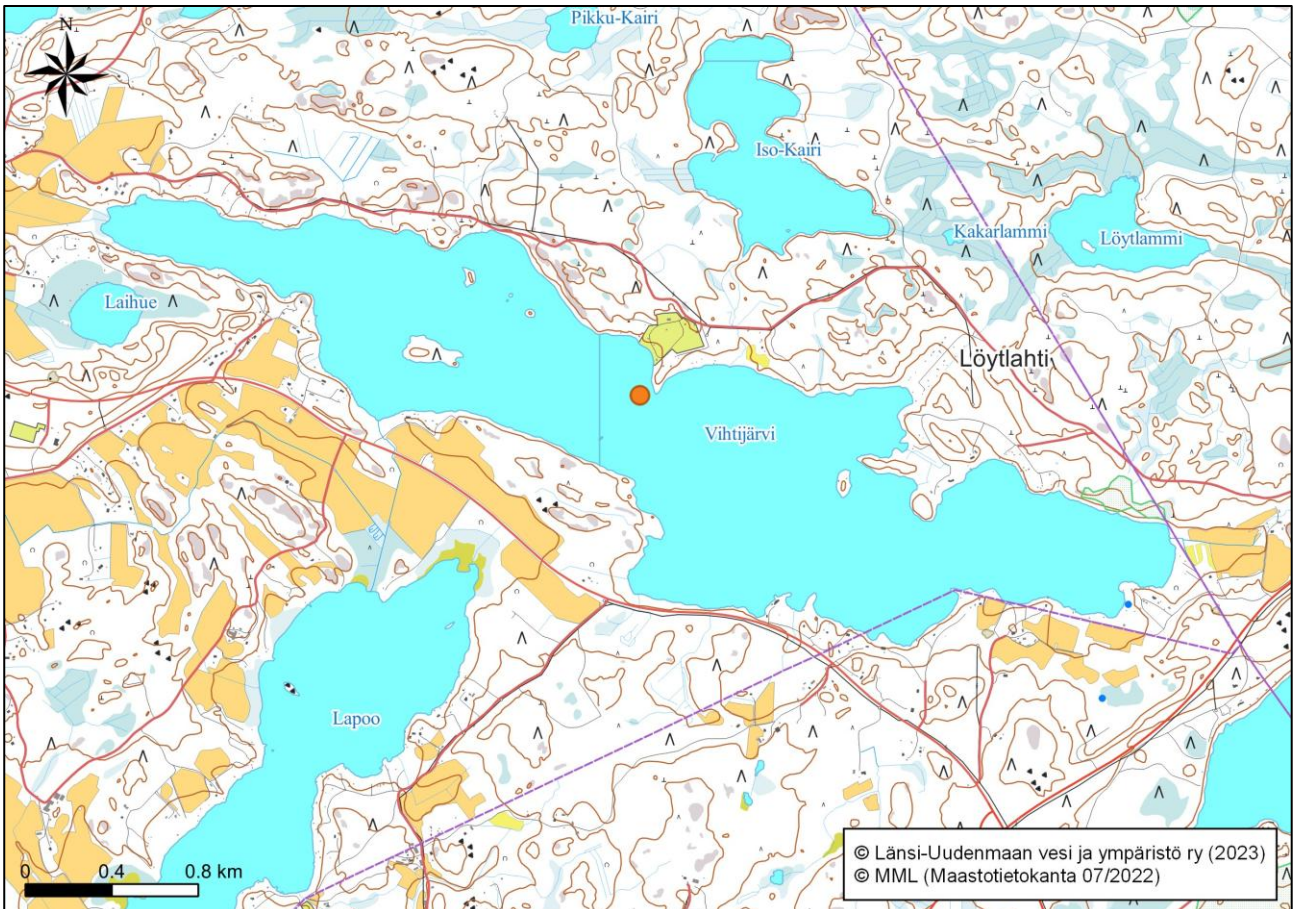 N
Pikku-Kairi
Iso-Kairi
Kakarlammi
Löytlammi
Laihue
Löytlahti
Vihtijärvi
Lapoo
0 0.4 0.8 km
© Länsi-Uudenmaan vesi ja ympäristö ry (2023)
© MML (Maastotietokanta 07/2022)